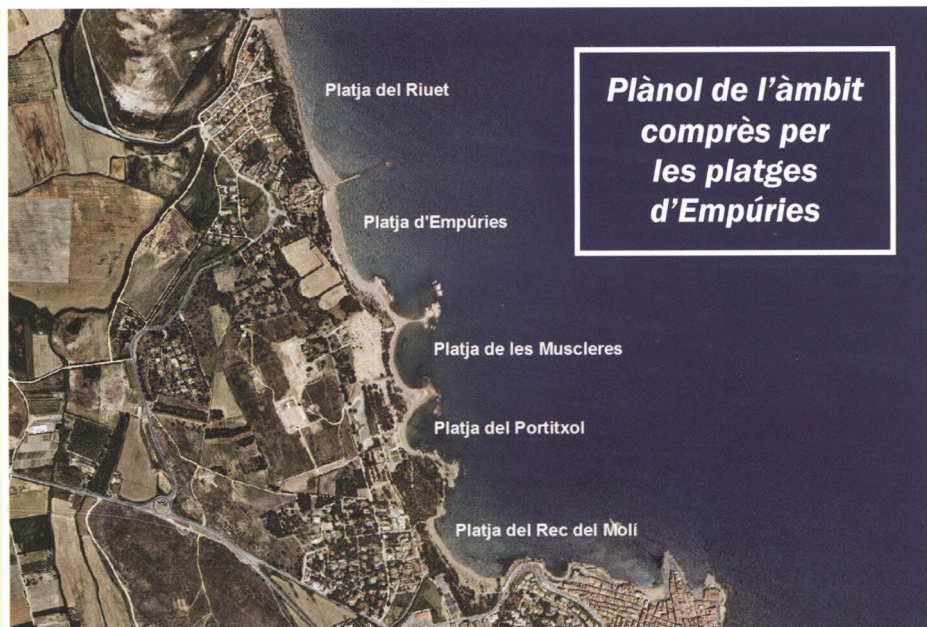 Plànol de l'àmbit
comprès per
les platges
d'Empúries
Platja del Riuet
Platja d'Empúries
Platja de les Muscleres
Platja del Portitxol
Platja del Rec del Molí